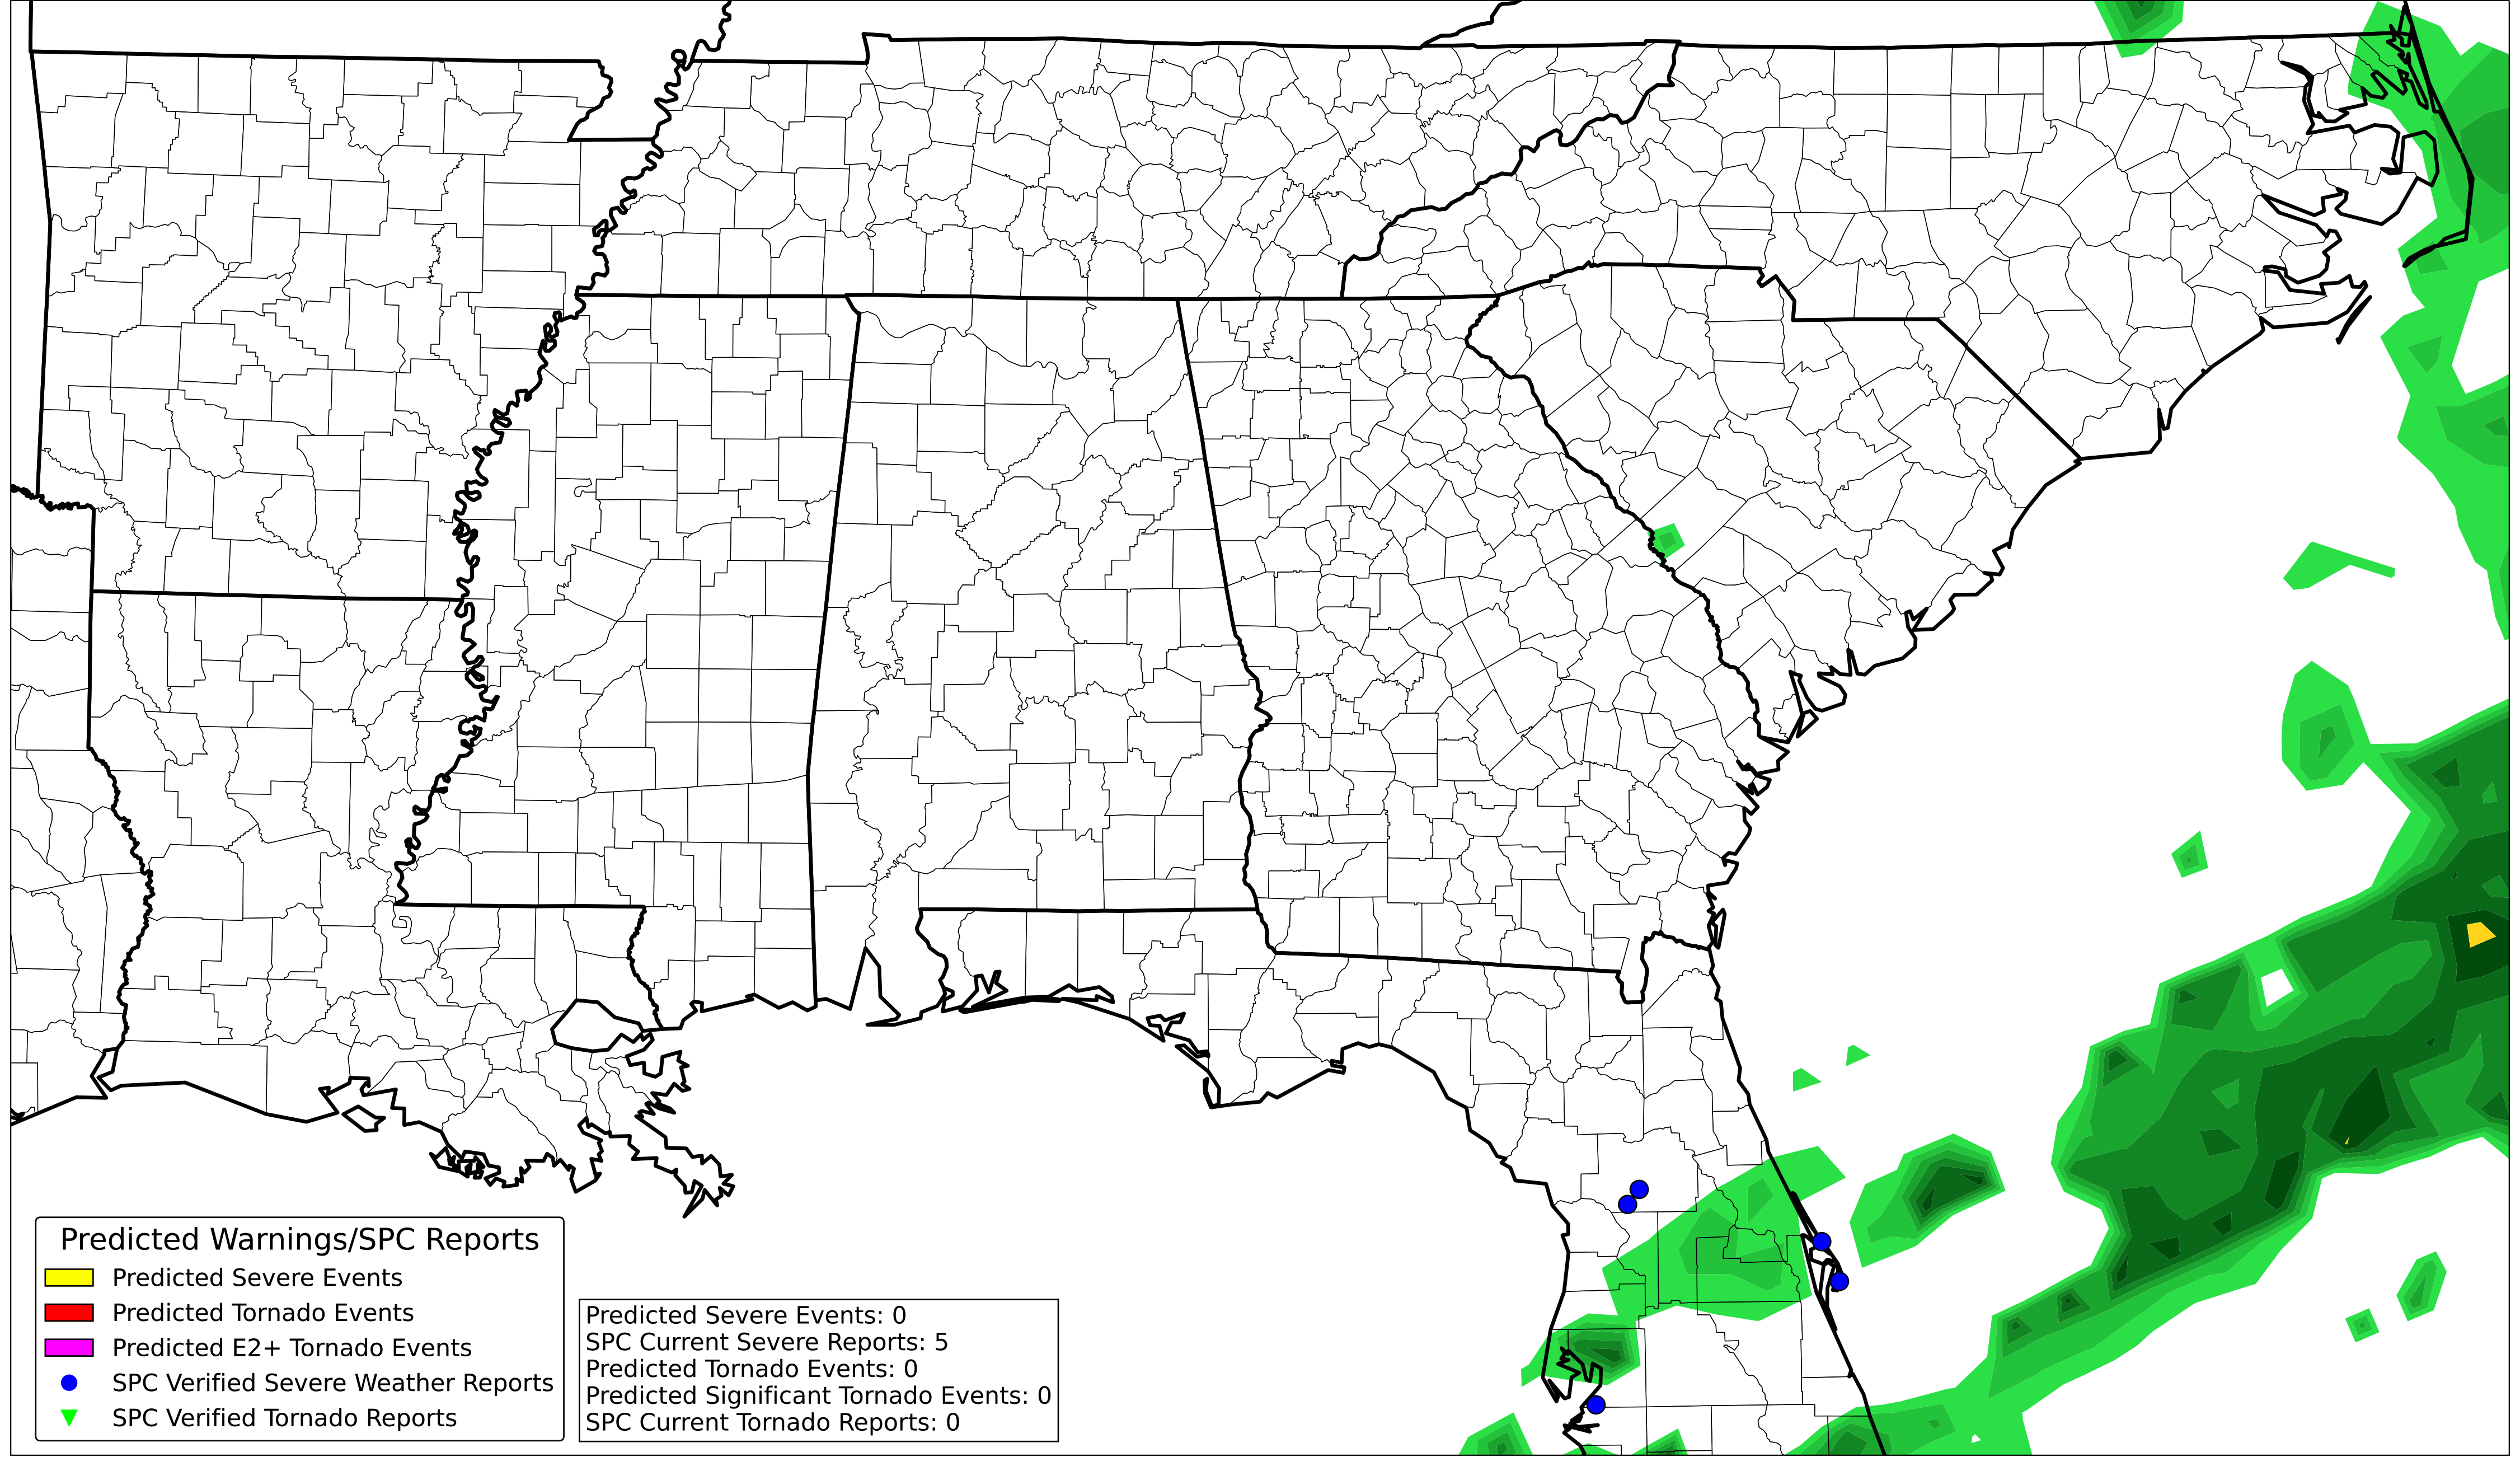 Predicted Warnings/SPC Reports
Predicted Severe Events
Predicted Tornado Events
Predicted E2+ Tornado Events
SPC Verified Severe Weather Reports
SPC Verified Tornado Reports
Predicted Severe Events: 0
SPC Current Severe Reports: 5
Predicted Tornado Events: 0
Predicted Significant Tornado Events: 0
SPC Current Tornado Reports: 0